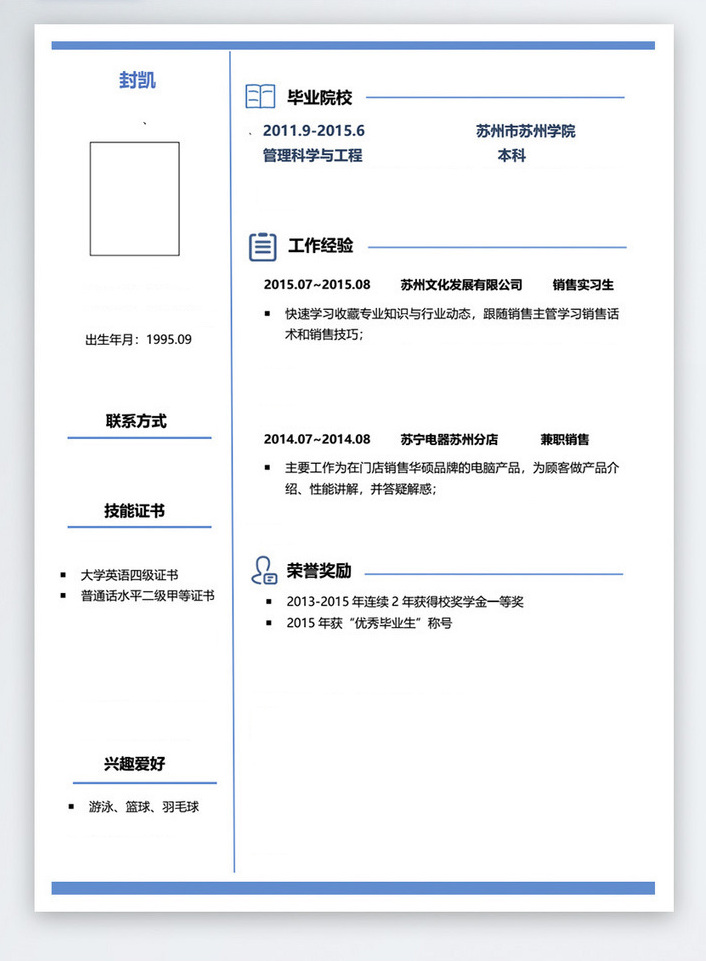 封凯
、
出生年月：1995.09
联系方式
技能证书
■ 大学英语四级证书
■ 普通话水平二级甲等证书
兴趣爱好
■ 游泳、篮球、羽毛球
毕业院校
、 2011.9-2015.6 苏州市苏州学院
管理科学与工程 本科
工作经验
2015.07~2015.08 苏州文化发展有限公司 销售实习生
■ 快速学习收藏专业知识与行业动态，跟随销售主管学习销售话
术和销售技巧；
2014.07~2014.08 苏宁电器苏州分店 兼职销售
■ 主要工作为在门店销售华硕品牌的电脑产品，为顾客做产品介
绍、性能讲解，并答疑解惑；
荣誉奖励
■ 2013-2015 年连续 2 年获得校奖学金一等奖
■ 2015 年获“优秀毕业生”称号